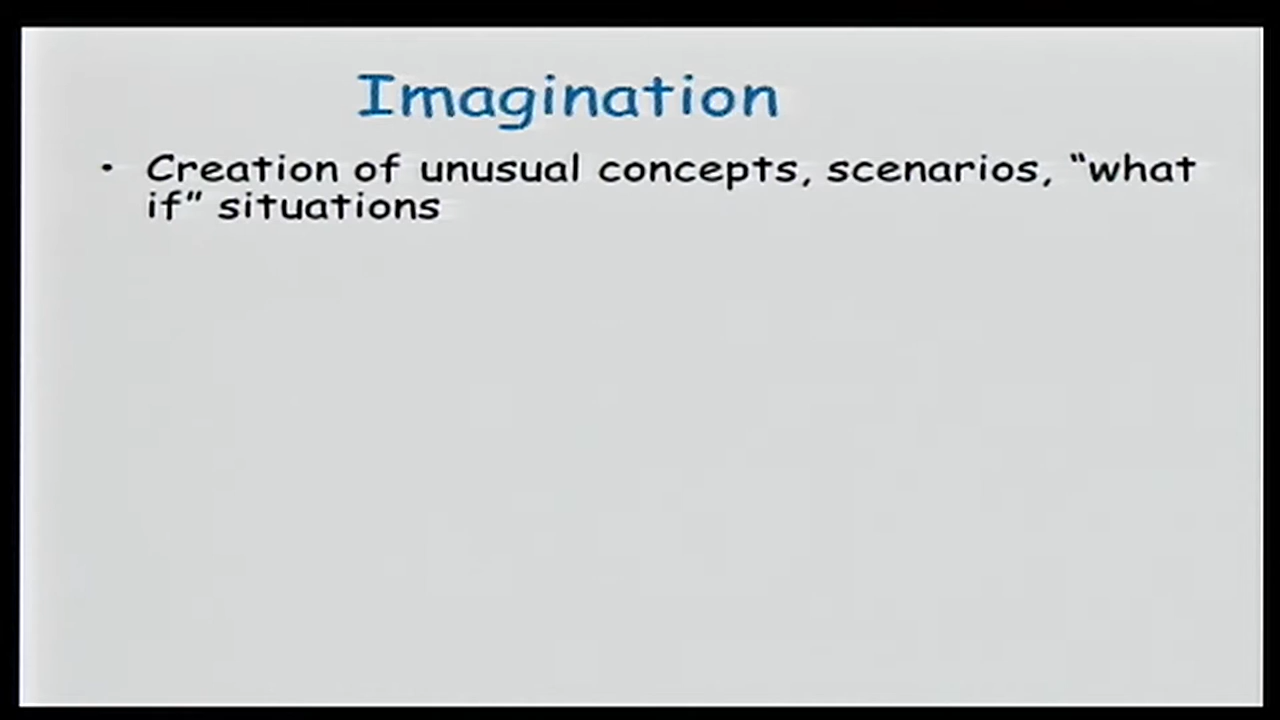 Imagination
• Creation of unusual concepts, scenarios, “what
if” situations